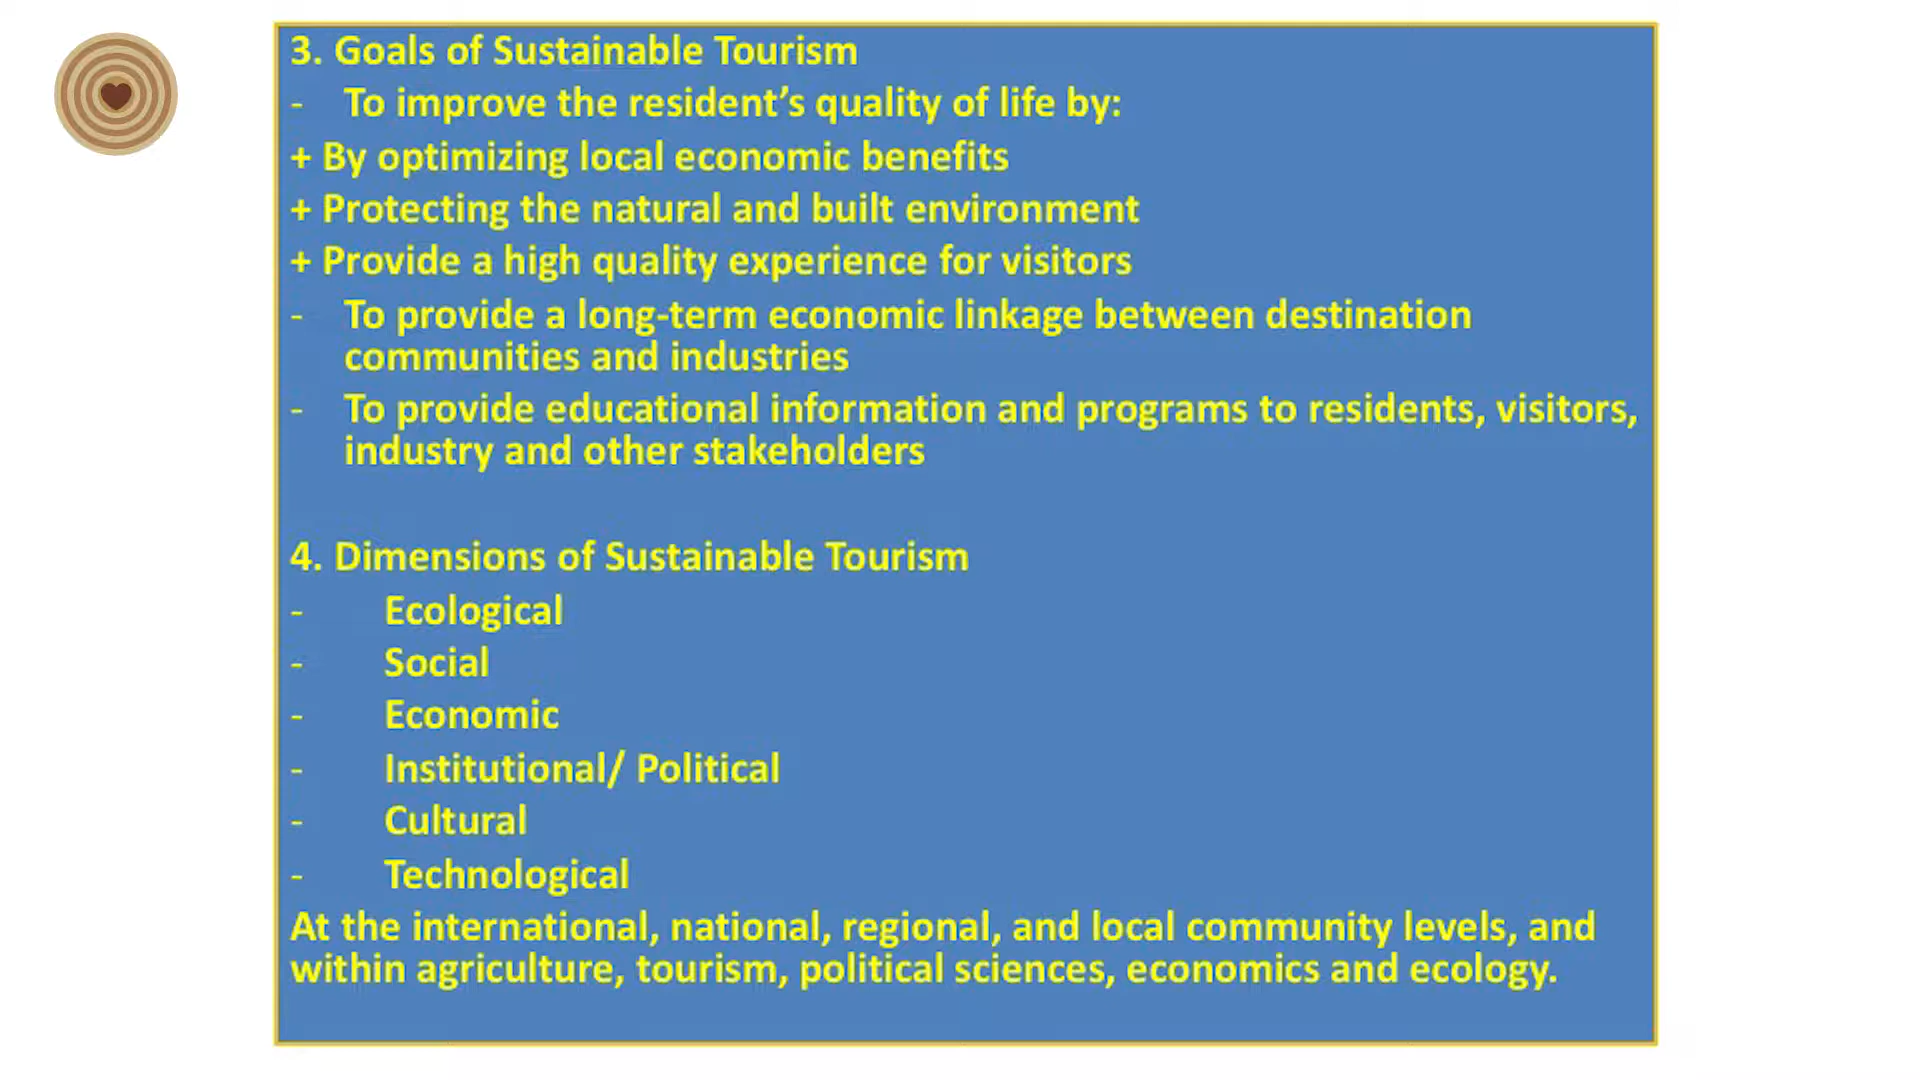 3. Goals of Sustainable Tourism
- To improve the resident's quality of life by:
+ By optimizing local economic benefits
+ Protecting the natural and built environment
+ Provide a high quality experience for visitors
- To provide a long-term economic linkage between destination
communities and industries
- To provide educational information and programs to residents, visitors,
industry and other stakeholders
4. Dimensions of Sustainable Tourism
- Ecological
- Social
- Economic
- Institutional/ Political
- Cultural
- Technological
At the international, national, regional, and local community levels, and
within agriculture, tourism, political sciences, economics and ecology.